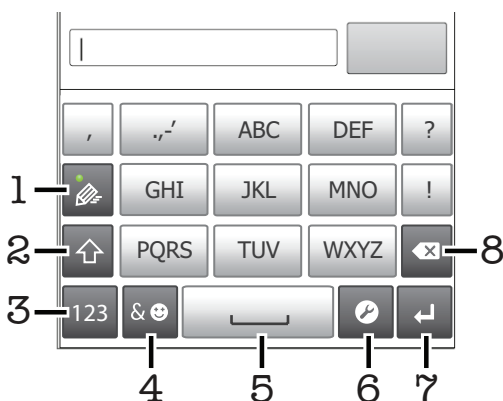 , .,-’ ABC DEF ?
1 GHI JKL MNO !
2 PQRS TUV WXYZ 8
3 123 &
4 5 6 7